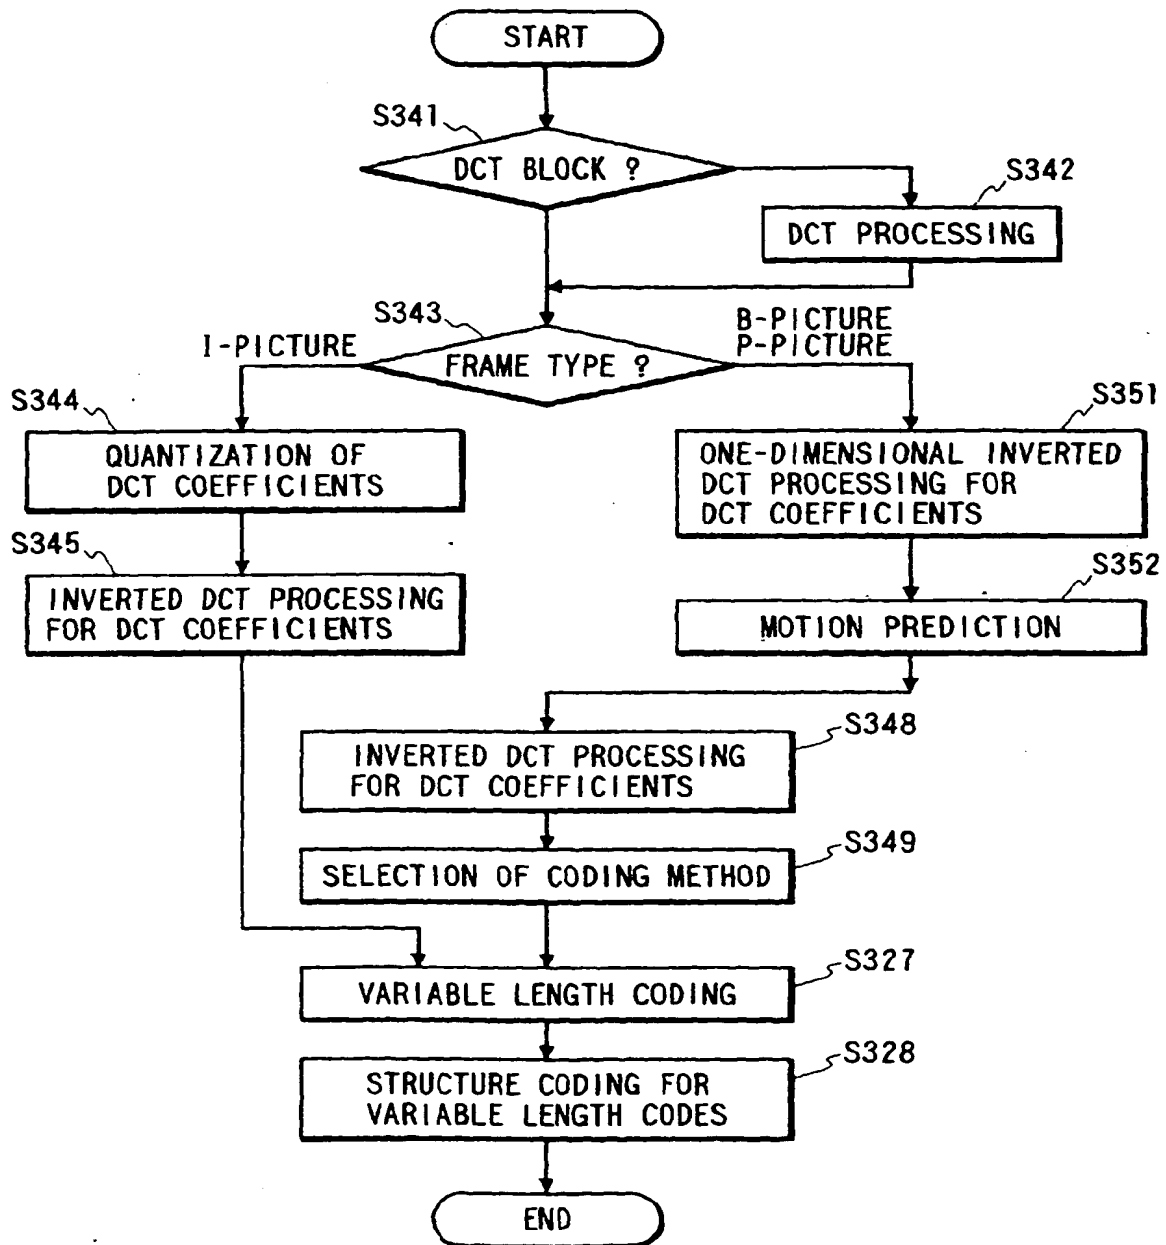 START
S341
DCT BLOCK ?
S342
DCT PROCESSING
S343
I-PICTURE
FRAME TYPE ?
B-PICTURE
P-PICTURE
S344
QUANTIZATION OF
DCT COEFFICIENTS
S351
ONE-DIMENSIONAL INVERTED
DCT PROCESSING FOR
DCT COEFFICIENTS
S345
INVERTED DCT PROCESSING
FOR DCT COEFFICIENTS
S352
MOTION PREDICTION
S348
INVERTED DCT PROCESSING
FOR DCT COEFFICIENTS
S349
SELECTION OF CODING METHOD
S327
VARIABLE LENGTH CODING
S328
STRUCTURE CODING FOR
VARIABLE LENGTH CODES
END